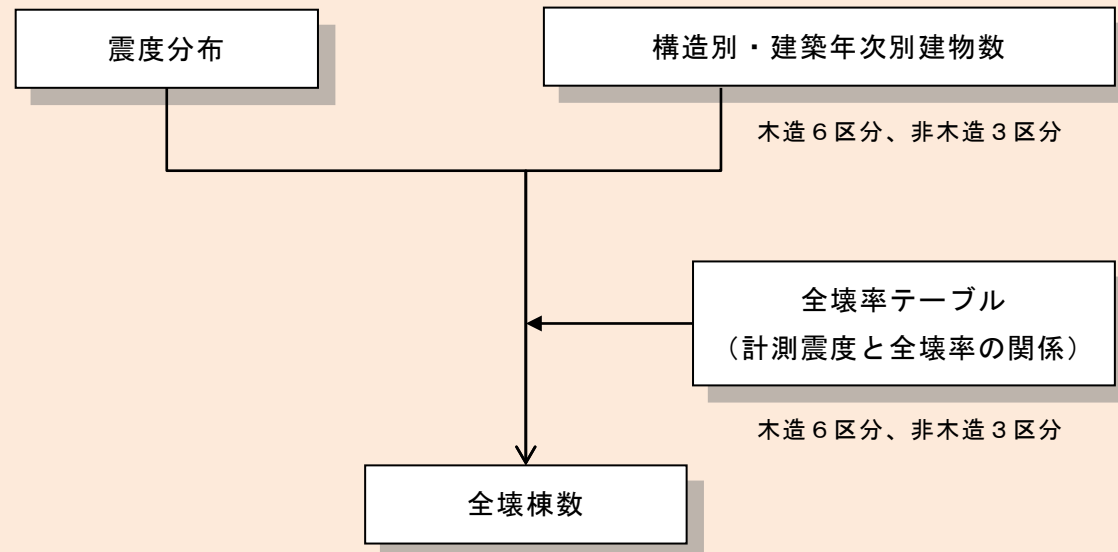 震度分布
構造別・建築年次別建物数
木造６区分、非木造３区分
全壊率テーブル
（計測震度と全壊率の関係）
木造６区分、非木造３区分
全壊棟数